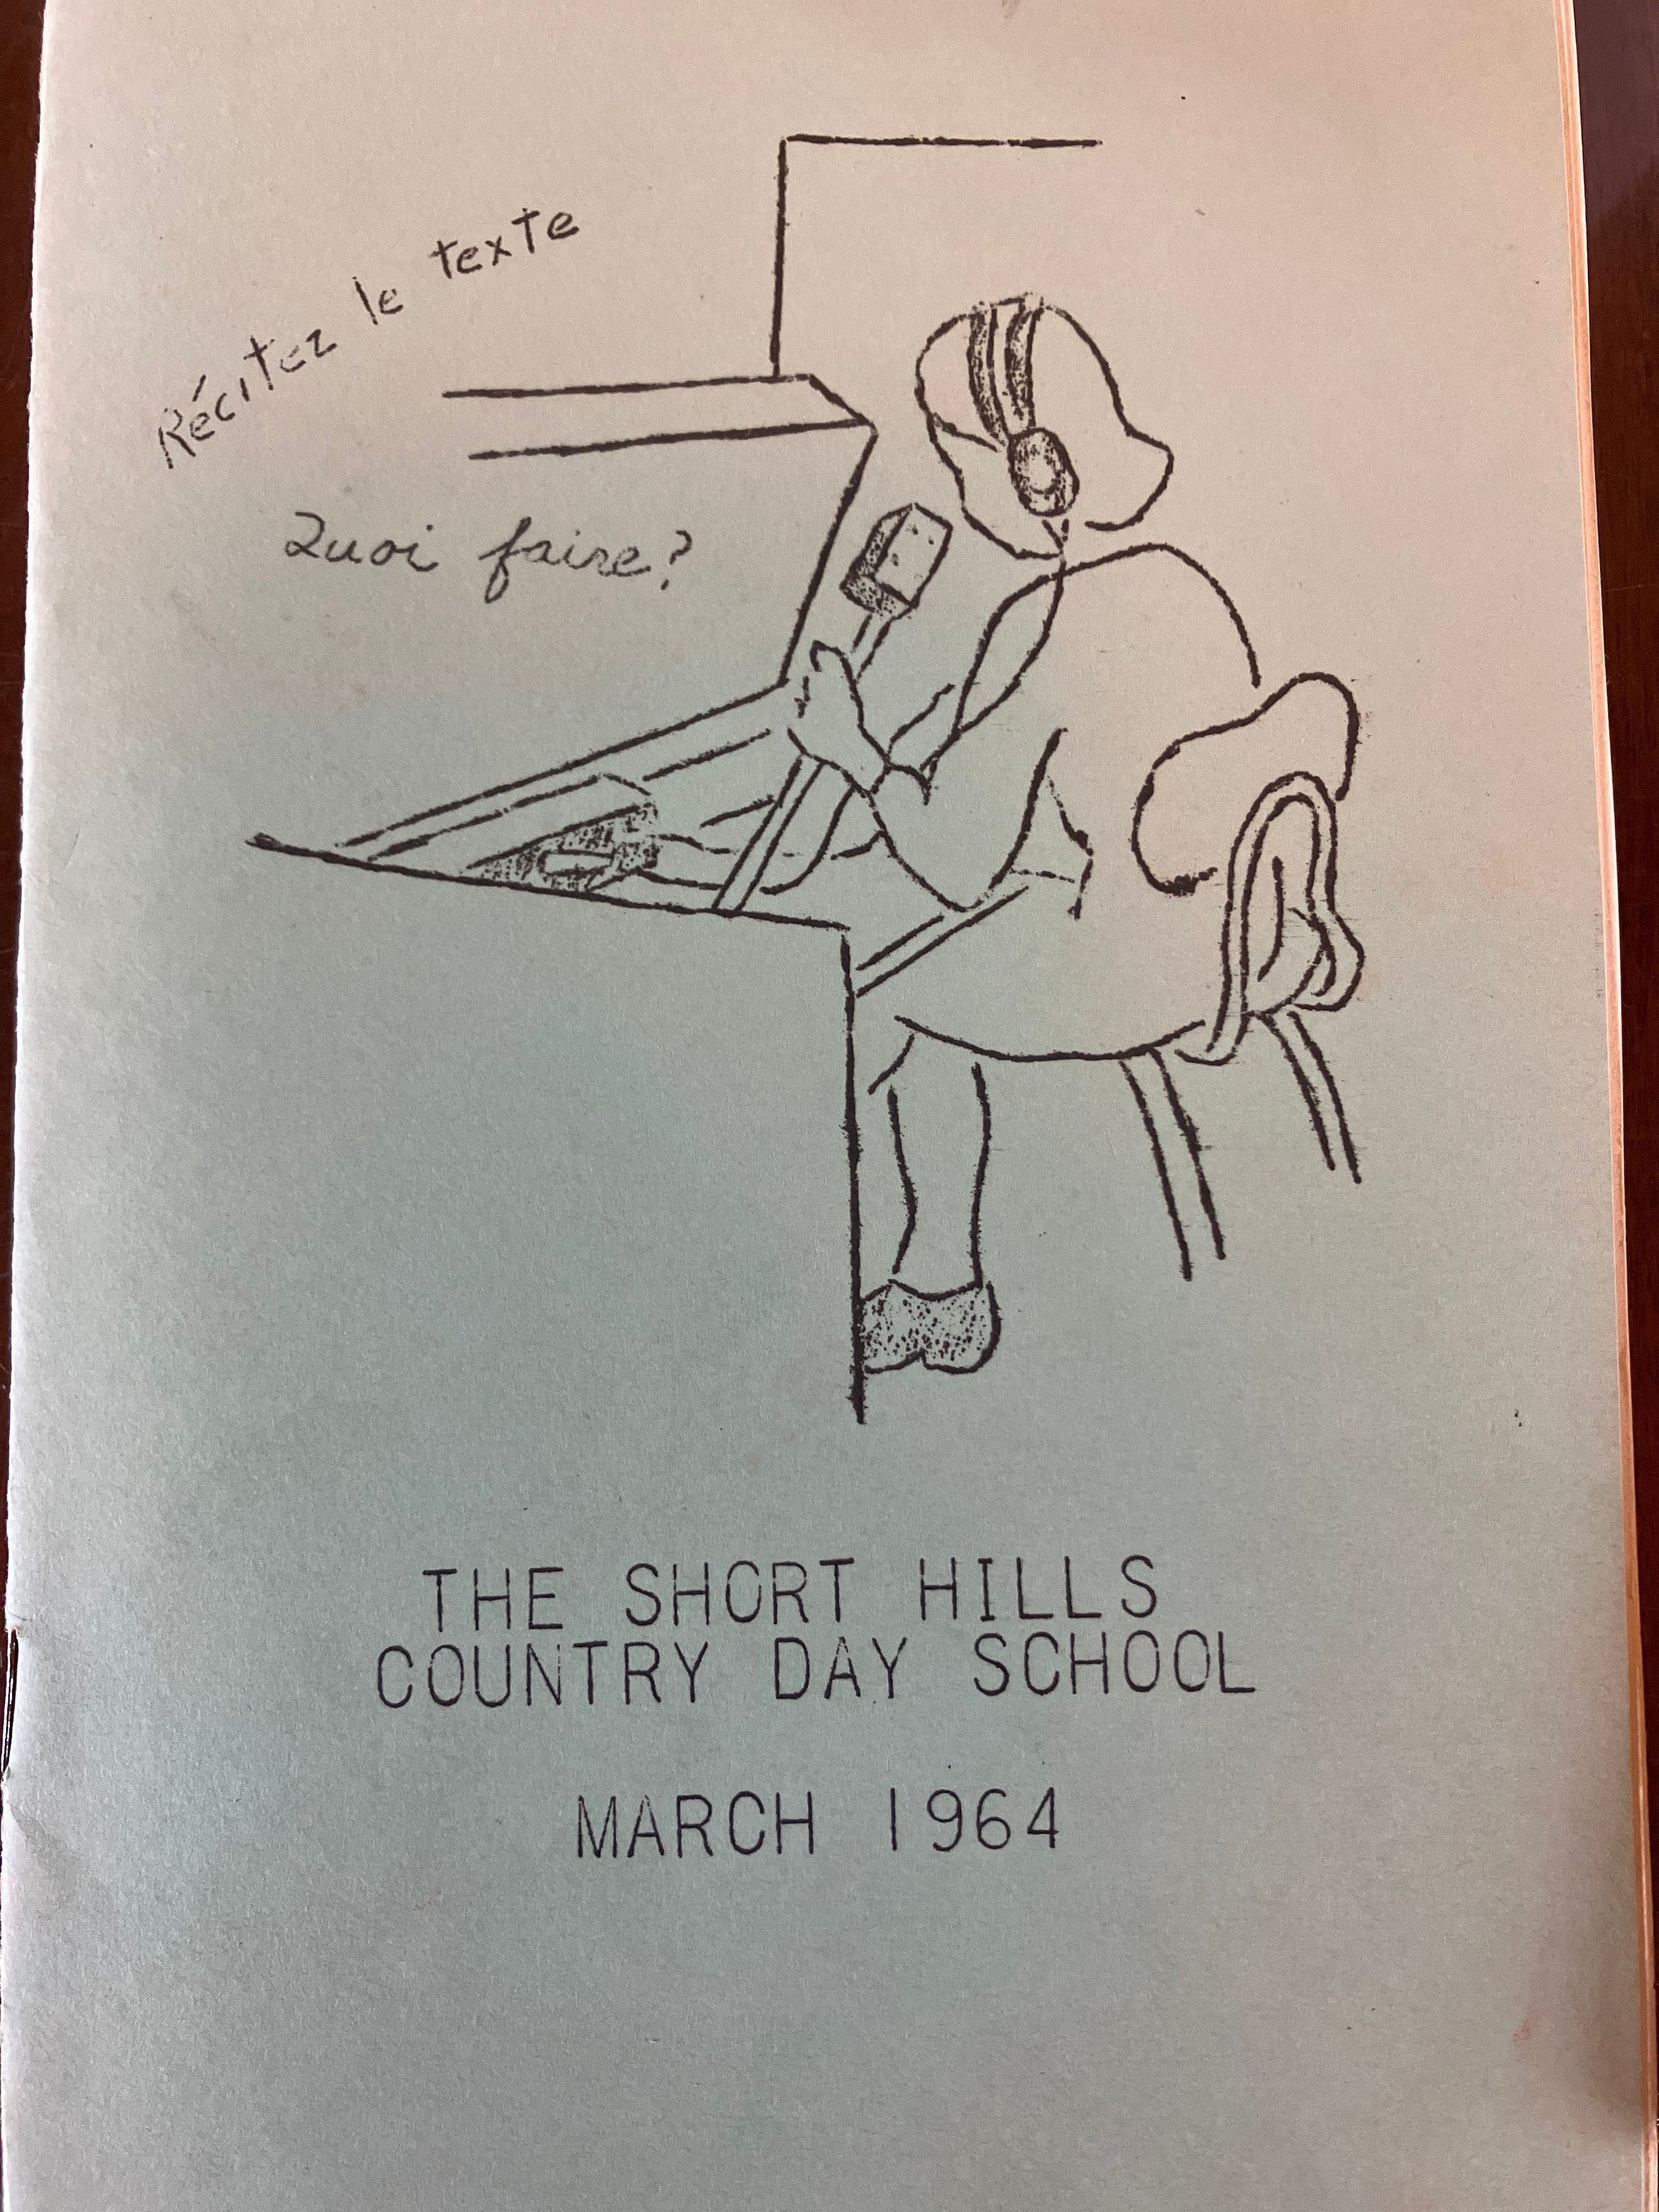 Récitez le texte
Quoi faire?
THE SHORT HILLS
COUNTRY DAY SCHOOL
MARCH 1964